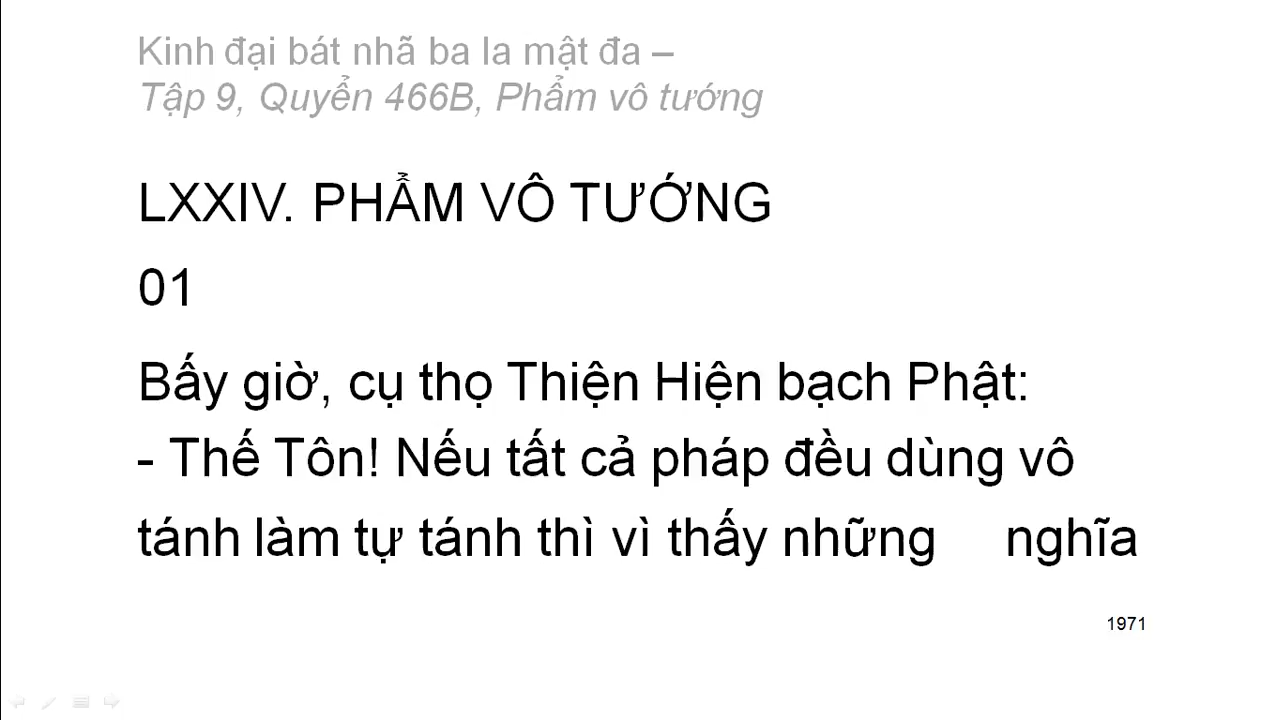 Kinh đại bát nhã ba la mật đa –
Tập 9, Quyển 466B, Phẩm vô tướng
LXXIV. PHẨM VÔ TƯỚNG
01
Bấy giờ, cụ thọ Thiện Hiện bạch Phật:
- Thế Tôn! Nếu tất cả pháp đều dùng vô
tánh làm tự tánh thì vì thấy những nghĩa
1971